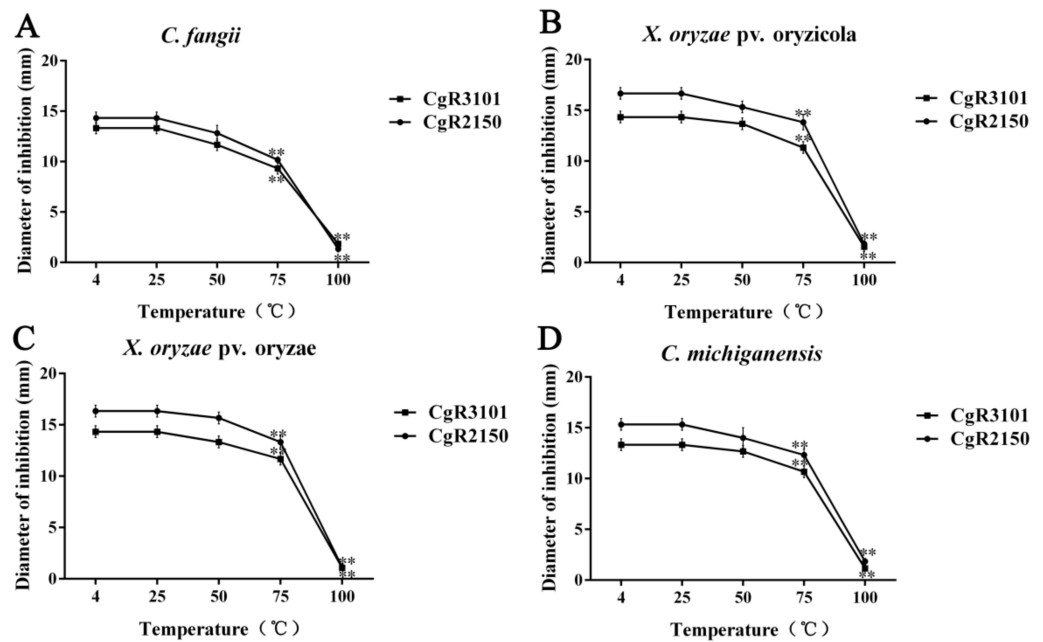 A
C. fangii
Diameter of inhibition (mm)
20
15
10
5
0
**
**
**
**
4 25 50 75 100
Temperature（℃）
CgR3101
CgR2150
B
X. oryzae pv. oryzicola
Diameter of inhibition (mm)
20
15
10
5
0
**
**
**
**
4 25 50 75 100
Temperature（℃）
CgR3101
CgR2150
C
X. oryzae pv. oryzae
Diameter of inhibition (mm)
20
15
10
5
0
**
**
**
**
4 25 50 75 100
Temperature（℃）
CgR3101
CgR2150
D
C. michiganensis
Diameter of inhibition (mm)
20
15
10
5
0
**
**
**
**
4 25 50 75 100
Temperature（℃）
CgR3101
CgR2150